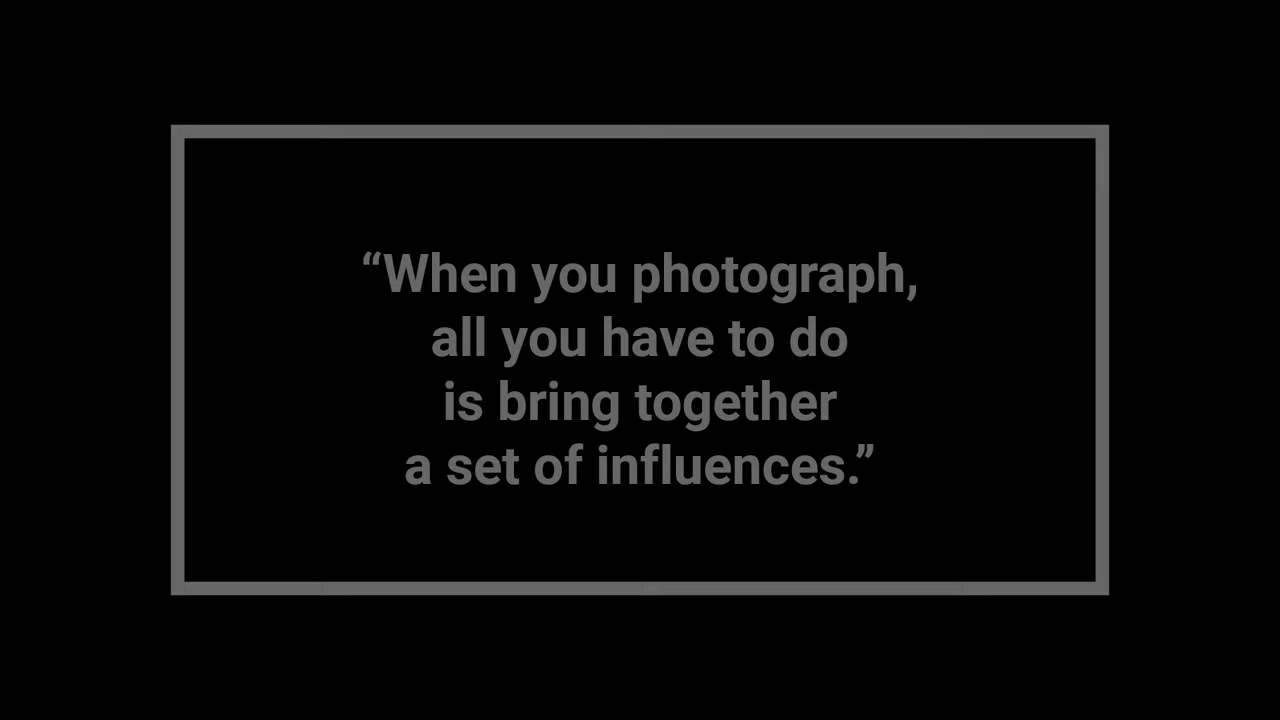 “When you photograph,
all you have to do
is bring together
a set of influences.”